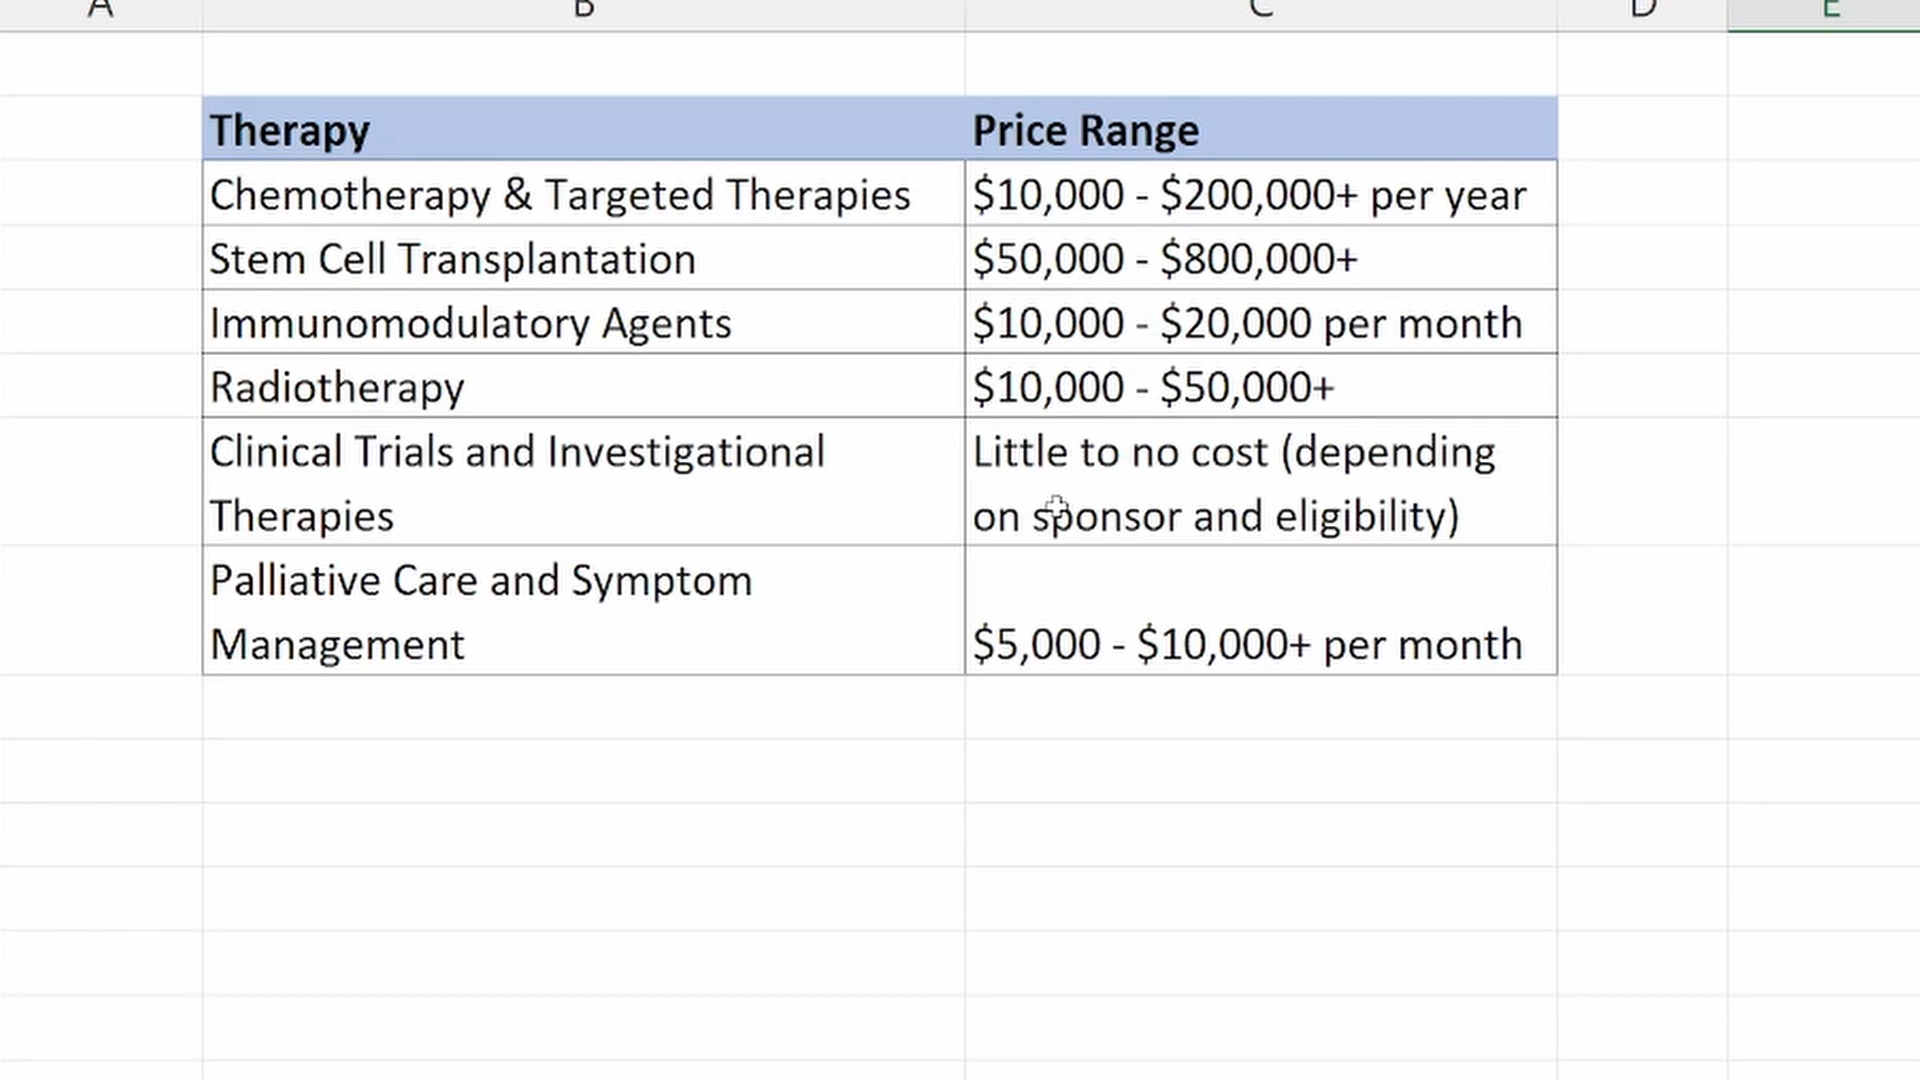 A B C D E
Therapy Price Range
Chemotherapy & Targeted Therapies $10,000 - $200,000+ per year
Stem Cell Transplantation $50,000 - $800,000+
Immunomodulatory Agents $10,000 - $20,000 per month
Radiotherapy $10,000 - $50,000+
Clinical Trials and Investigational
Therapies
Little to no cost (depending
on sponsor and eligibility)
Palliative Care and Symptom
Management
$5,000 - $10,000+ per month